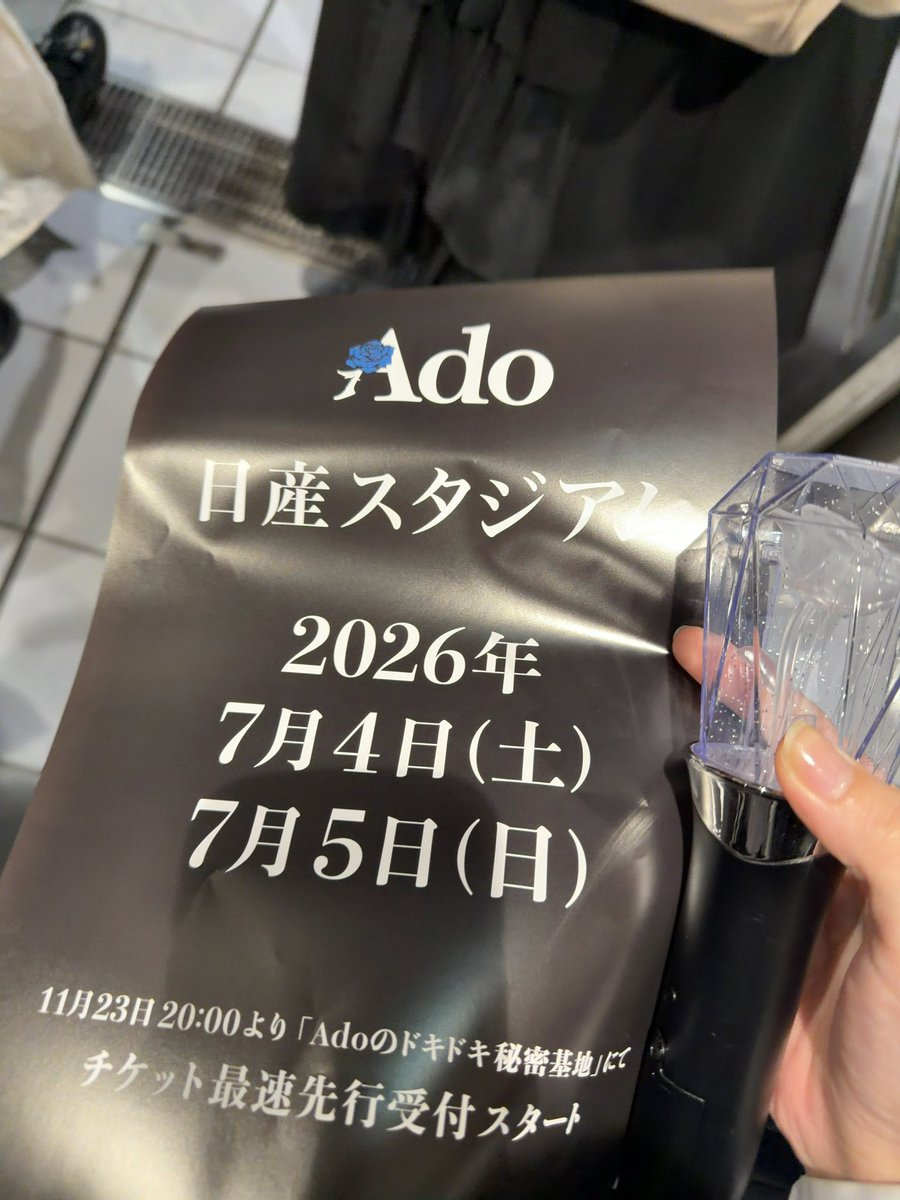 Ado
日産スタジアム
2026年
7月4日(土)
7月5日(日)
11月23日 20:00より「Adoのドキドキ秘密基地」にて
チケット最速先行受付スタート